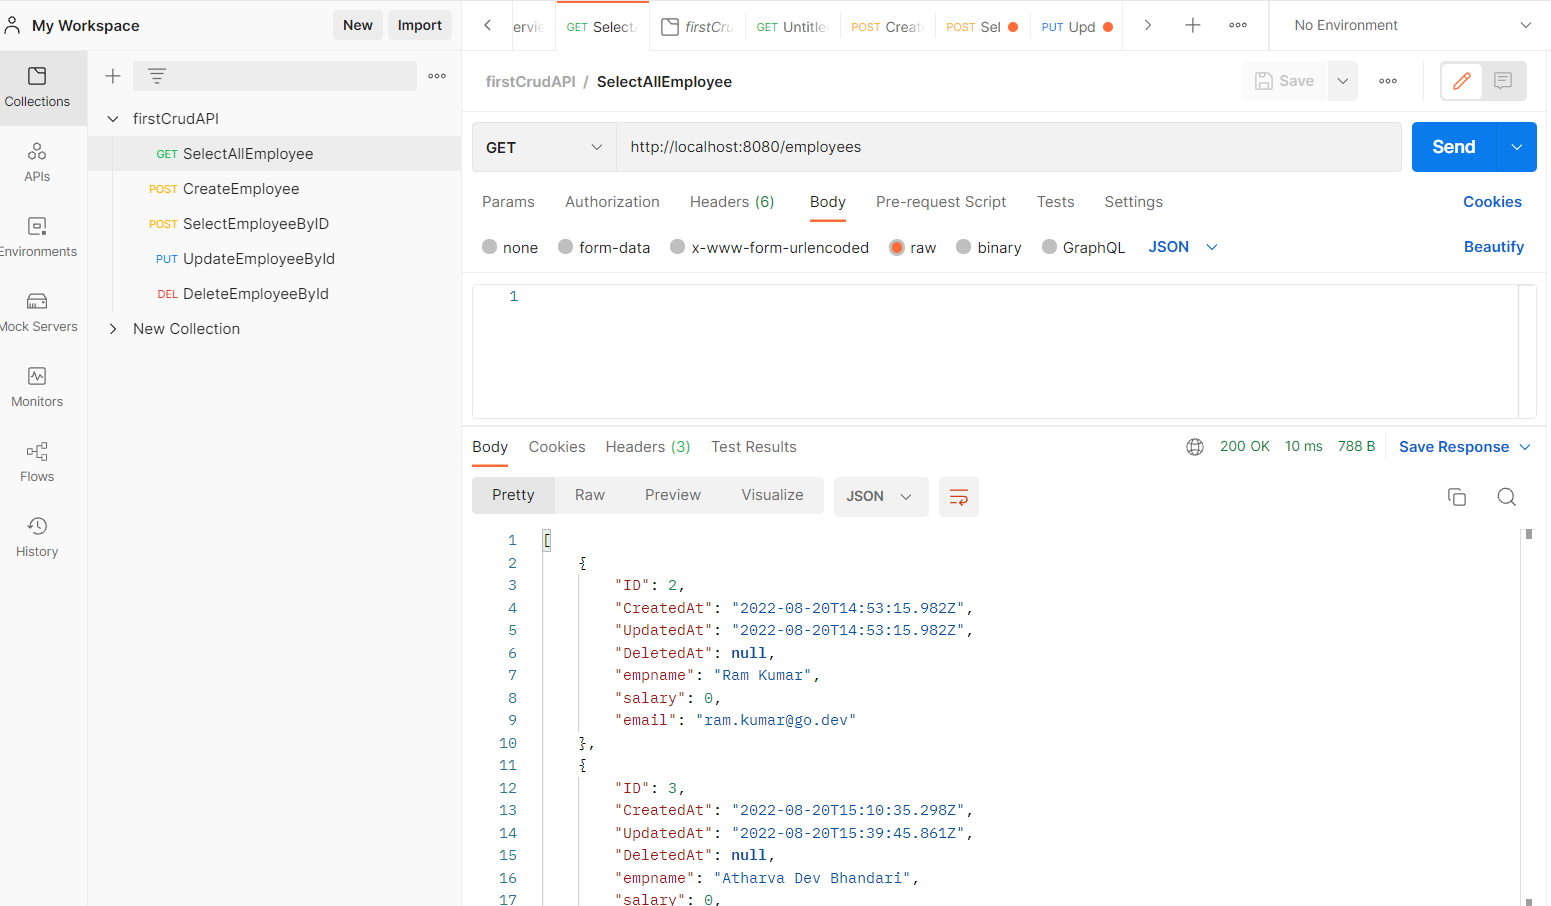 My Workspace
New
Import
GET Select
firstCru
GET Untitle
POST Creat
POST Sel
PUT Upd
No Environment
Collections
APIs
Environments
Mock Servers
Monitors
Flows
History
firstCrudAPI
GET SelectAllEmployee
POST CreateEmployee
POST SelectEmployeeByID
PUT UpdateEmployeeById
DEL DeleteEmployeeById
New Collection
firstCrudAPI / SelectAllEmployee
Save
GET
http://localhost:8080/employees
Send
Params Authorization Headers (6) Body Pre-request Script Tests Settings
Cookies
none form-data x-www-form-urlencoded raw binary GraphQL JSON
Beautify
1
Body Cookies Headers (3) Test Results
200 OK 10 ms 788 B Save Response
Pretty Raw Preview Visualize JSON
1 [
2 {
3 "ID": 2,
4 "CreatedAt": "2022-08-20T14:53:15.982Z",
5 "UpdatedAt": "2022-08-20T14:53:15.982Z",
6 "DeletedAt": null,
7 "empname": "Ram Kumar",
8 "salary": 0,
9 "email": "ram.kumar@go.dev"
10 },
11 {
12 "ID": 3,
13 "CreatedAt": "2022-08-20T15:10:35.298Z",
14 "UpdatedAt": "2022-08-20T15:39:45.861Z",
15 "DeletedAt": null,
16 "empname": "Atharva Dev Bhandari",
17 "salary": 0,